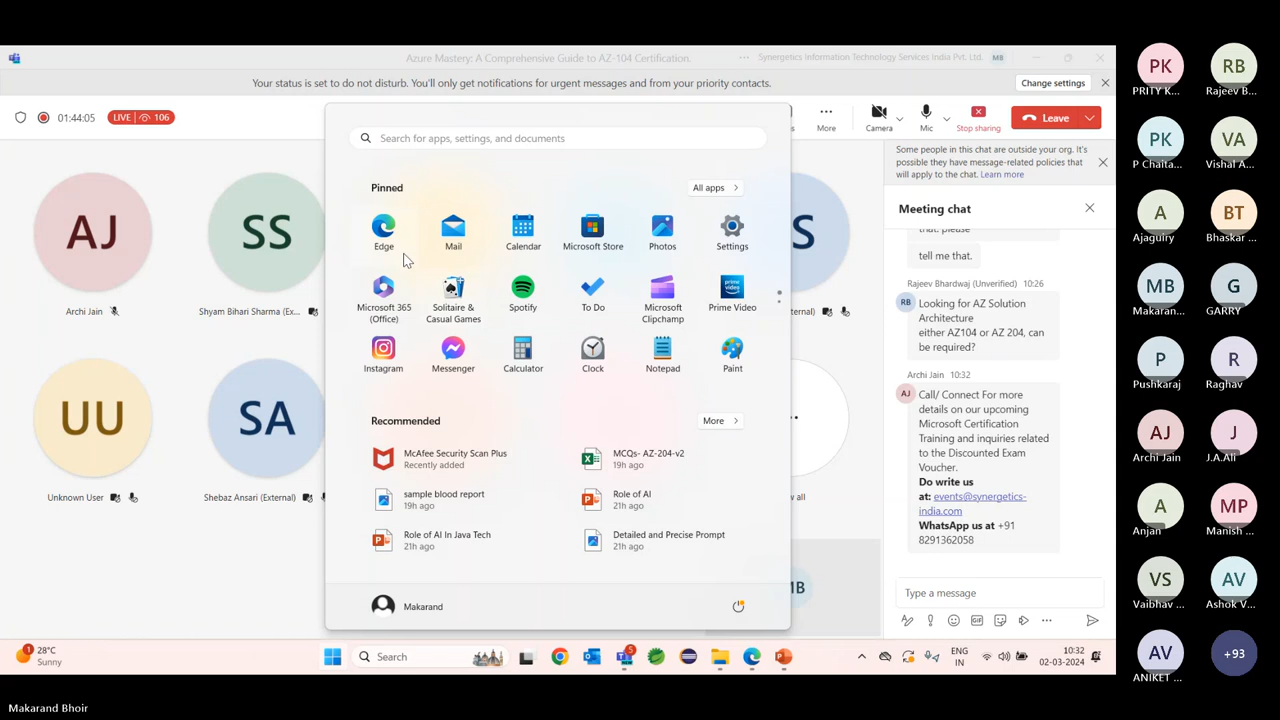 Azure Mastery: A Comprehensive Guide to AZ-104 Certification.
Synergetics Information Technology Services India Pvt. Ltd.
MB
Your status is set to do not disturb. You'll only get notifications for urgent messages and from your priority contacts.
Change settings
01:44:05
LIVE
106
More
Camera
Mic
Stop sharing
Leave
AJ
Archi Jain
SS
Shyam Bihari Sharma (Ex...
UU
Unknown User
SA
Shebaz Ansari (External)
S
MB
Search for apps, settings, and documents
Pinned
All apps
Edge
Mail
Calendar
Microsoft Store
Photos
Settings
Microsoft 365
(Office)
Solitaire &
Casual Games
Spotify
To Do
Microsoft
Clipchamp
prime video
Prime Video
Instagram
Messenger
Calculator
Clock
Notepad
Paint
Recommended
More
McAfee Security Scan Plus
Recently added
MCQs- AZ-204-v2
19h ago
sample blood report
19h ago
Role of AI
21h ago
Role of AI In Java Tech
21h ago
Detailed and Precise Prompt
21h ago
Makarand
Some people in this chat are outside your org. It's
possible they have message-related policies that
will apply to the chat. Learn more
Meeting chat
that. please
tell me that.
Rajeev Bhardwaj (Unverified) 10:26
RB
Looking for AZ Solution
Architecture
either AZ104 or AZ 204, can
be required?
Archi Jain 10:32
AJ
Call/ Connect For more
details on our upcoming
Microsoft Certification
Training and inquiries related
to the Discounted Exam
Voucher.
Do write us
at: events@synergetics-
india.com
WhatsApp us at +91
8291362058
Type a message
GIF
1
28°C
Sunny
Search
5
ENG
IN
10:32
02-03-2024
PK
PRITY K...
RB
Rajeev B...
PK
P Chaita...
VA
Vishal A...
A
Ajaguiry
BT
Bhaskar ...
MB
Makaran...
G
GARRY
P
Pushkaraj
R
Raghav
AJ
Archi Jain
J
J.A.Ali
A
Anjan
MP
Manish ...
VS
Vaibhav ...
AV
Ashok V...
AV
ANIKET ...
+93
Makarand Bhoir